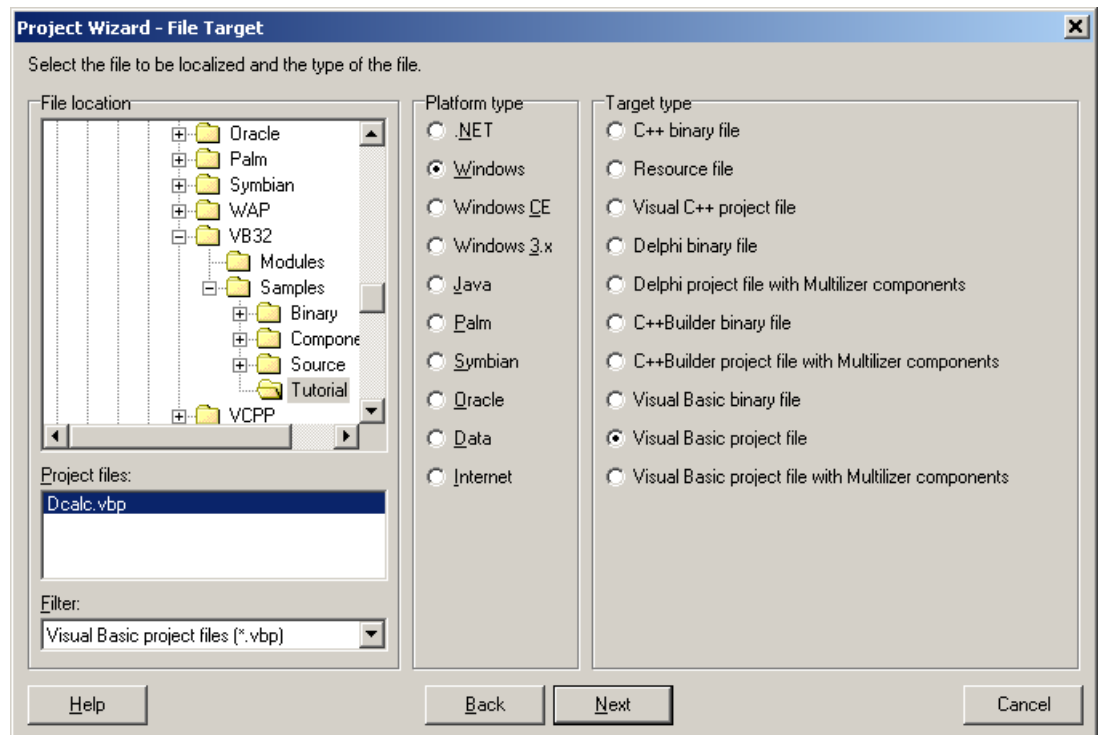 Project Wizard - File Target
Select the file to be localized and the type of the file.
File location
Oracle
Palm
Symbian
WAP
VB32
Modules
Samples
Binary
Compone
Source
Tutorial
VCPP
Project files:
Dcalc.vbp
Filter:
Visual Basic project files (*.vbp)
Platform type
.NET
Windows
Windows CE
Windows 3.x
Java
Palm
Symbian
Oracle
Data
Internet
Target type
C++ binary file
Resource file
Visual C++ project file
Delphi binary file
Delphi project file with Multilizer components
C++Builder binary file
C++Builder project file with Multilizer components
Visual Basic binary file
Visual Basic project file
Visual Basic project file with Multilizer components
Help
Back
Next
Cancel